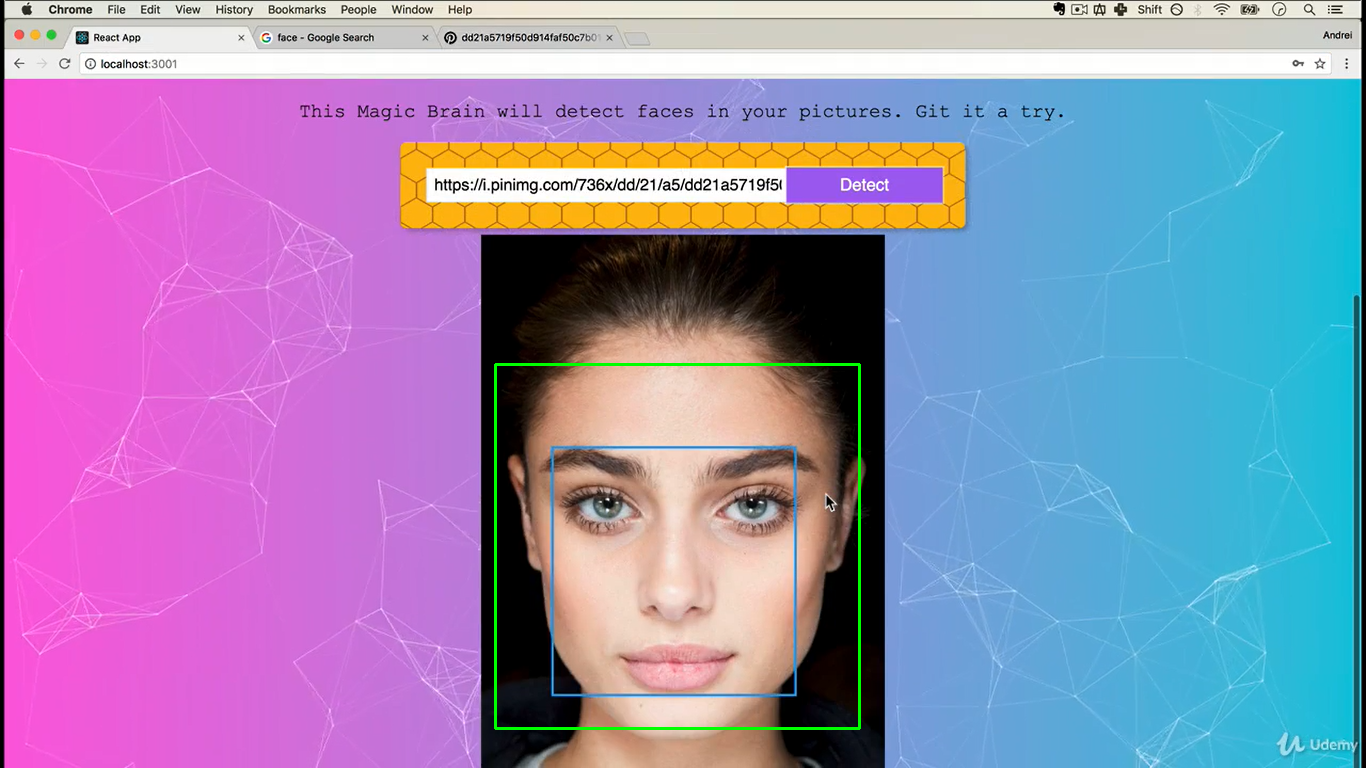 Chrome File Edit View History Bookmarks People Window Help Shift
React App face - Google Search dd21a5719f50d914faf50c7b01 Andrei
localhost:3001
This Magic Brain will detect faces in your pictures. Git it a try.
https://i.pinimg.com/736x/dd/21/a5/dd21a5719f50 Detect
Udemy